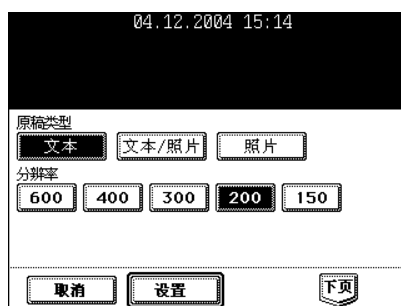 04.12.2004 15:14
原稿类型
文本 文本/照片 照片
分辨率
600 400 300 200 150
取消 设置 下页